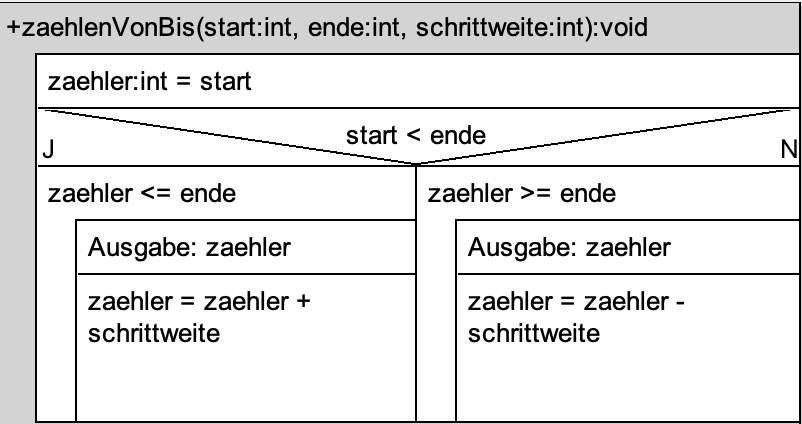 +zaehlenVonBis(start:int, ende:int, schrittweite:int):void
zaehler:int = start
start < ende
J
N
zaehler <= ende
Ausgabe: zaehler
zaehler = zaehler +
schrittweite
zaehler >= ende
Ausgabe: zaehler
zaehler = zaehler -
schrittweite